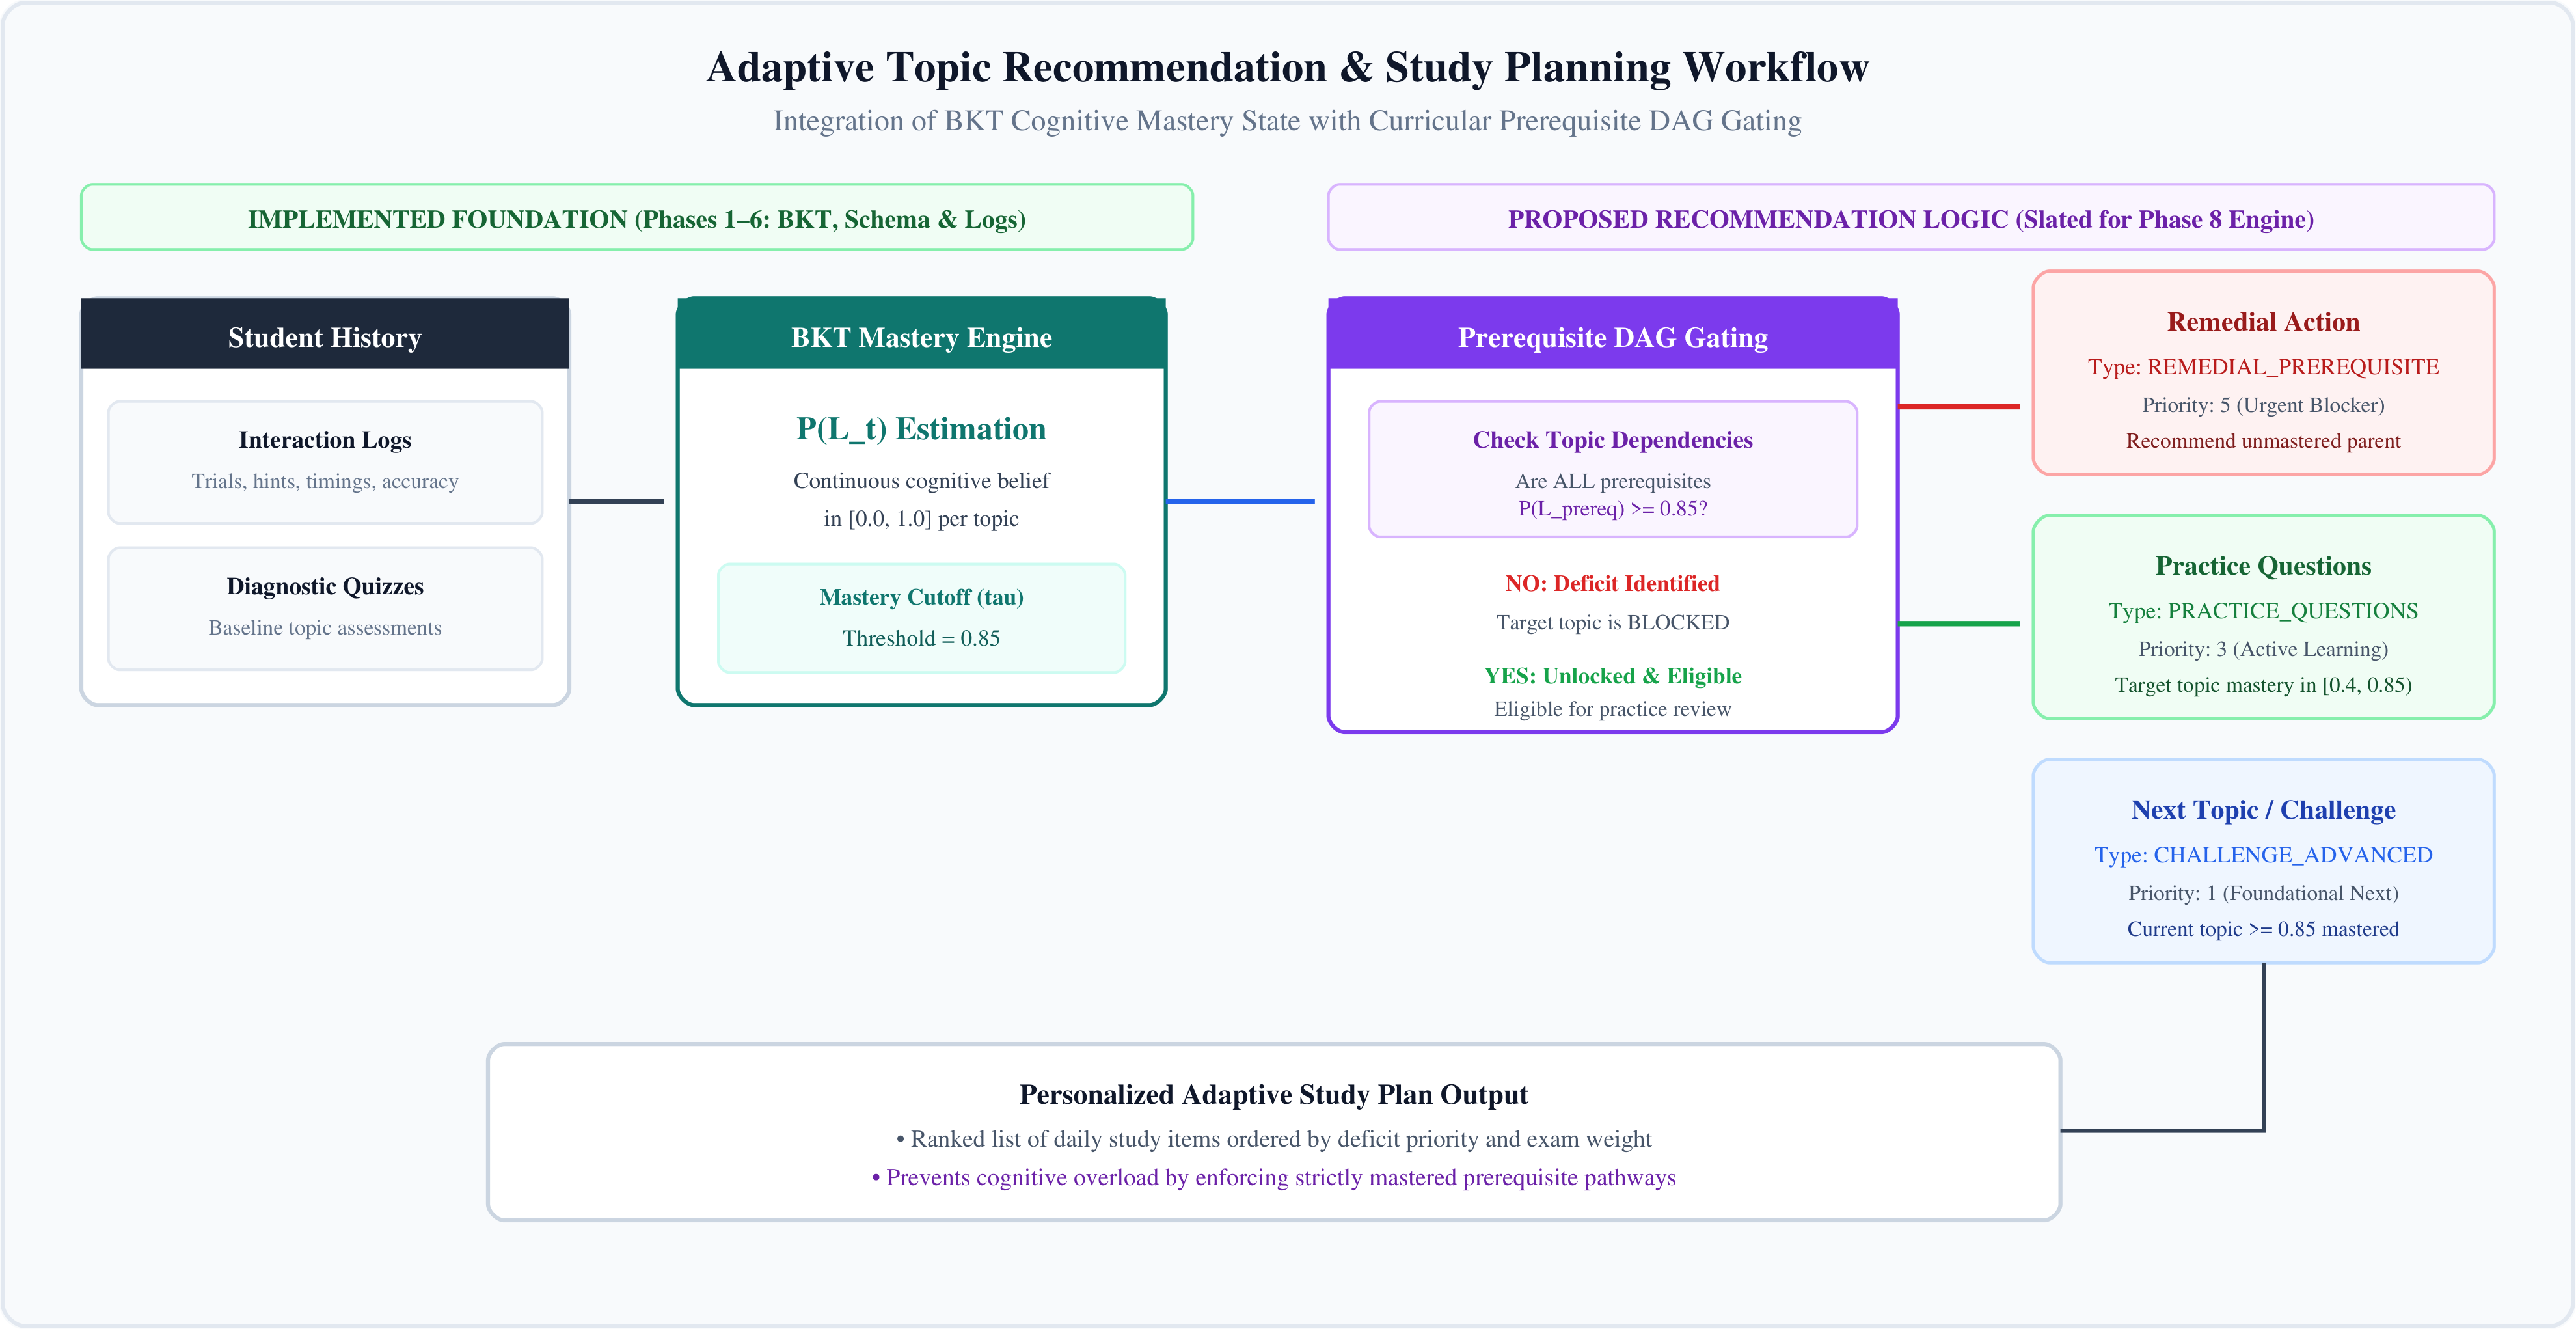 Adaptive Topic Recommendation & Study Planning Workflow
Integration of BKT Cognitive Mastery State with Curricular Prerequisite DAG Gating
IMPLEMENTED FOUNDATION (Phases 1–6: BKT, Schema & Logs)
PROPOSED RECOMMENDATION LOGIC (Slated for Phase 8 Engine)
Student History
Interaction Logs
Trials, hints, timings, accuracy
Diagnostic Quizzes
Baseline topic assessments
BKT Mastery Engine
P(L_t) Estimation
Continuous cognitive belief
in [0.0, 1.0] per topic
Mastery Cutoff (tau)
Threshold = 0.85
Prerequisite DAG Gating
Check Topic Dependencies
Are ALL prerequisites
P(L_prereq) >= 0.85?
NO: Deficit Identified
Target topic is BLOCKED
YES: Unlocked & Eligible
Eligible for practice review
Remedial Action
Type: REMEDIAL_PREREQUISITE
Priority: 5 (Urgent Blocker)
Recommend unmastered parent
Practice Questions
Type: PRACTICE_QUESTIONS
Priority: 3 (Active Learning)
Target topic mastery in [0.4, 0.85)
Next Topic / Challenge
Type: CHALLENGE_ADVANCED
Priority: 1 (Foundational Next)
Current topic >= 0.85 mastered
Personalized Adaptive Study Plan Output
• Ranked list of daily study items ordered by deficit priority and exam weight
• Prevents cognitive overload by enforcing strictly mastered prerequisite pathways